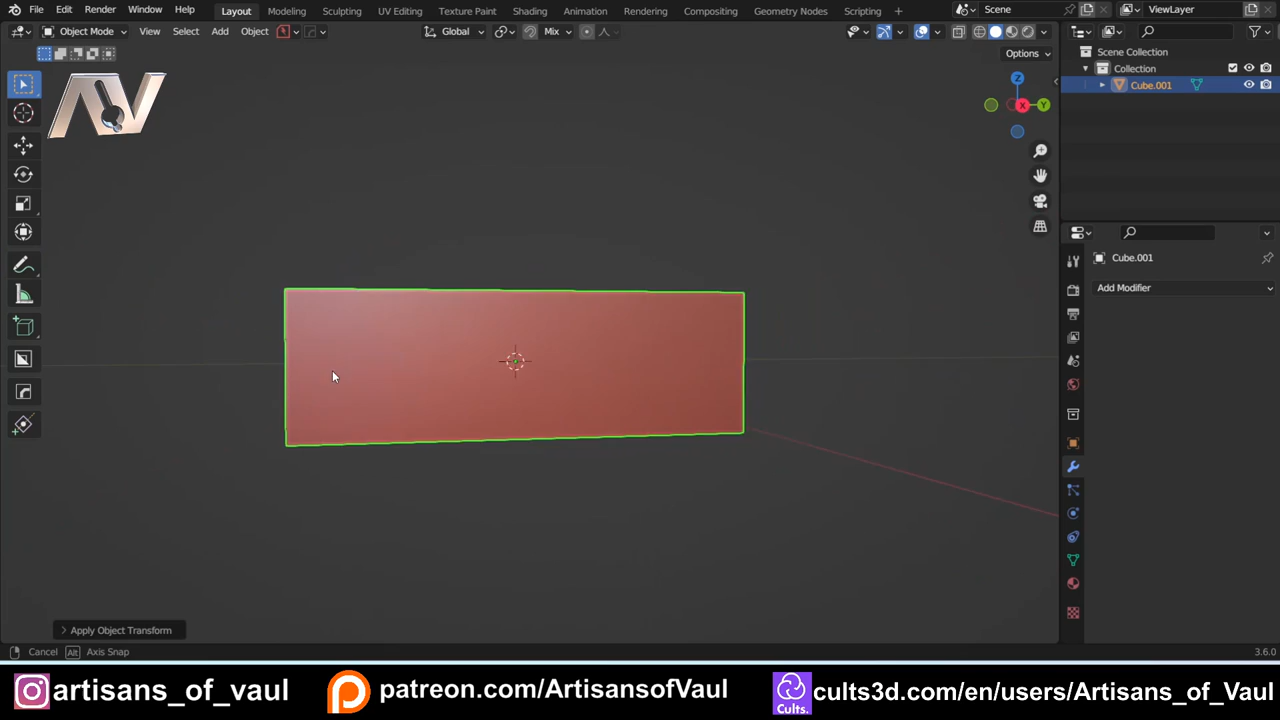 File Edit Render Window Help Layout Modeling Sculpting UV Editing Texture Paint Shading Animation Rendering Compositing Geometry Nodes Scripting + Scene ViewLayer
Object Mode View Select Add Object Global Mix
Options
Scene Collection
Collection
Cube.001
Z
X Y
Cube.001
Add Modifier
Apply Object Transform
Cancel Alt Axis Snap 3.6.0
artisans_of_vaul patreon.com/ArtisansofVaul Cults. cults3d.com/en/users/Artisans_of_Vaul